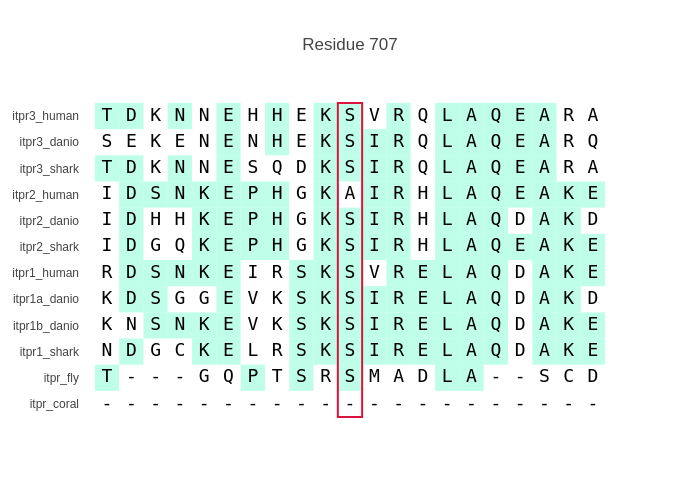 Residue 707
itpr3_human T D K N N E H H E K S V R Q L A Q E A R A
itpr3_danio S E K E N E N H E K S I R Q L A Q E A R Q
itpr3_shark T D K N N E S Q D K S I R Q L A Q E A R A
itpr2_human I D S N K E P H G K A I R H L A Q E A K E
itpr2_danio I D H H K E P H G K S I R H L A Q D A K D
itpr2_shark I D G Q K E P H G K S I R H L A Q E A K E
itpr1_human R D S N K E I R S K S V R E L A Q D A K E
itpr1a_danio K D S G G E V K S K S I R E L A Q D A K D
itpr1b_danio K N S N K E V K S K S I R E L A Q D A K E
itpr1_shark N D G C K E L R S K S I R E L A Q D A K E
itpr_fly T - - - G Q P T S R S M A D L A - - S C D
itpr_coral - - - - - - - - - - - - - - - - - - - - -